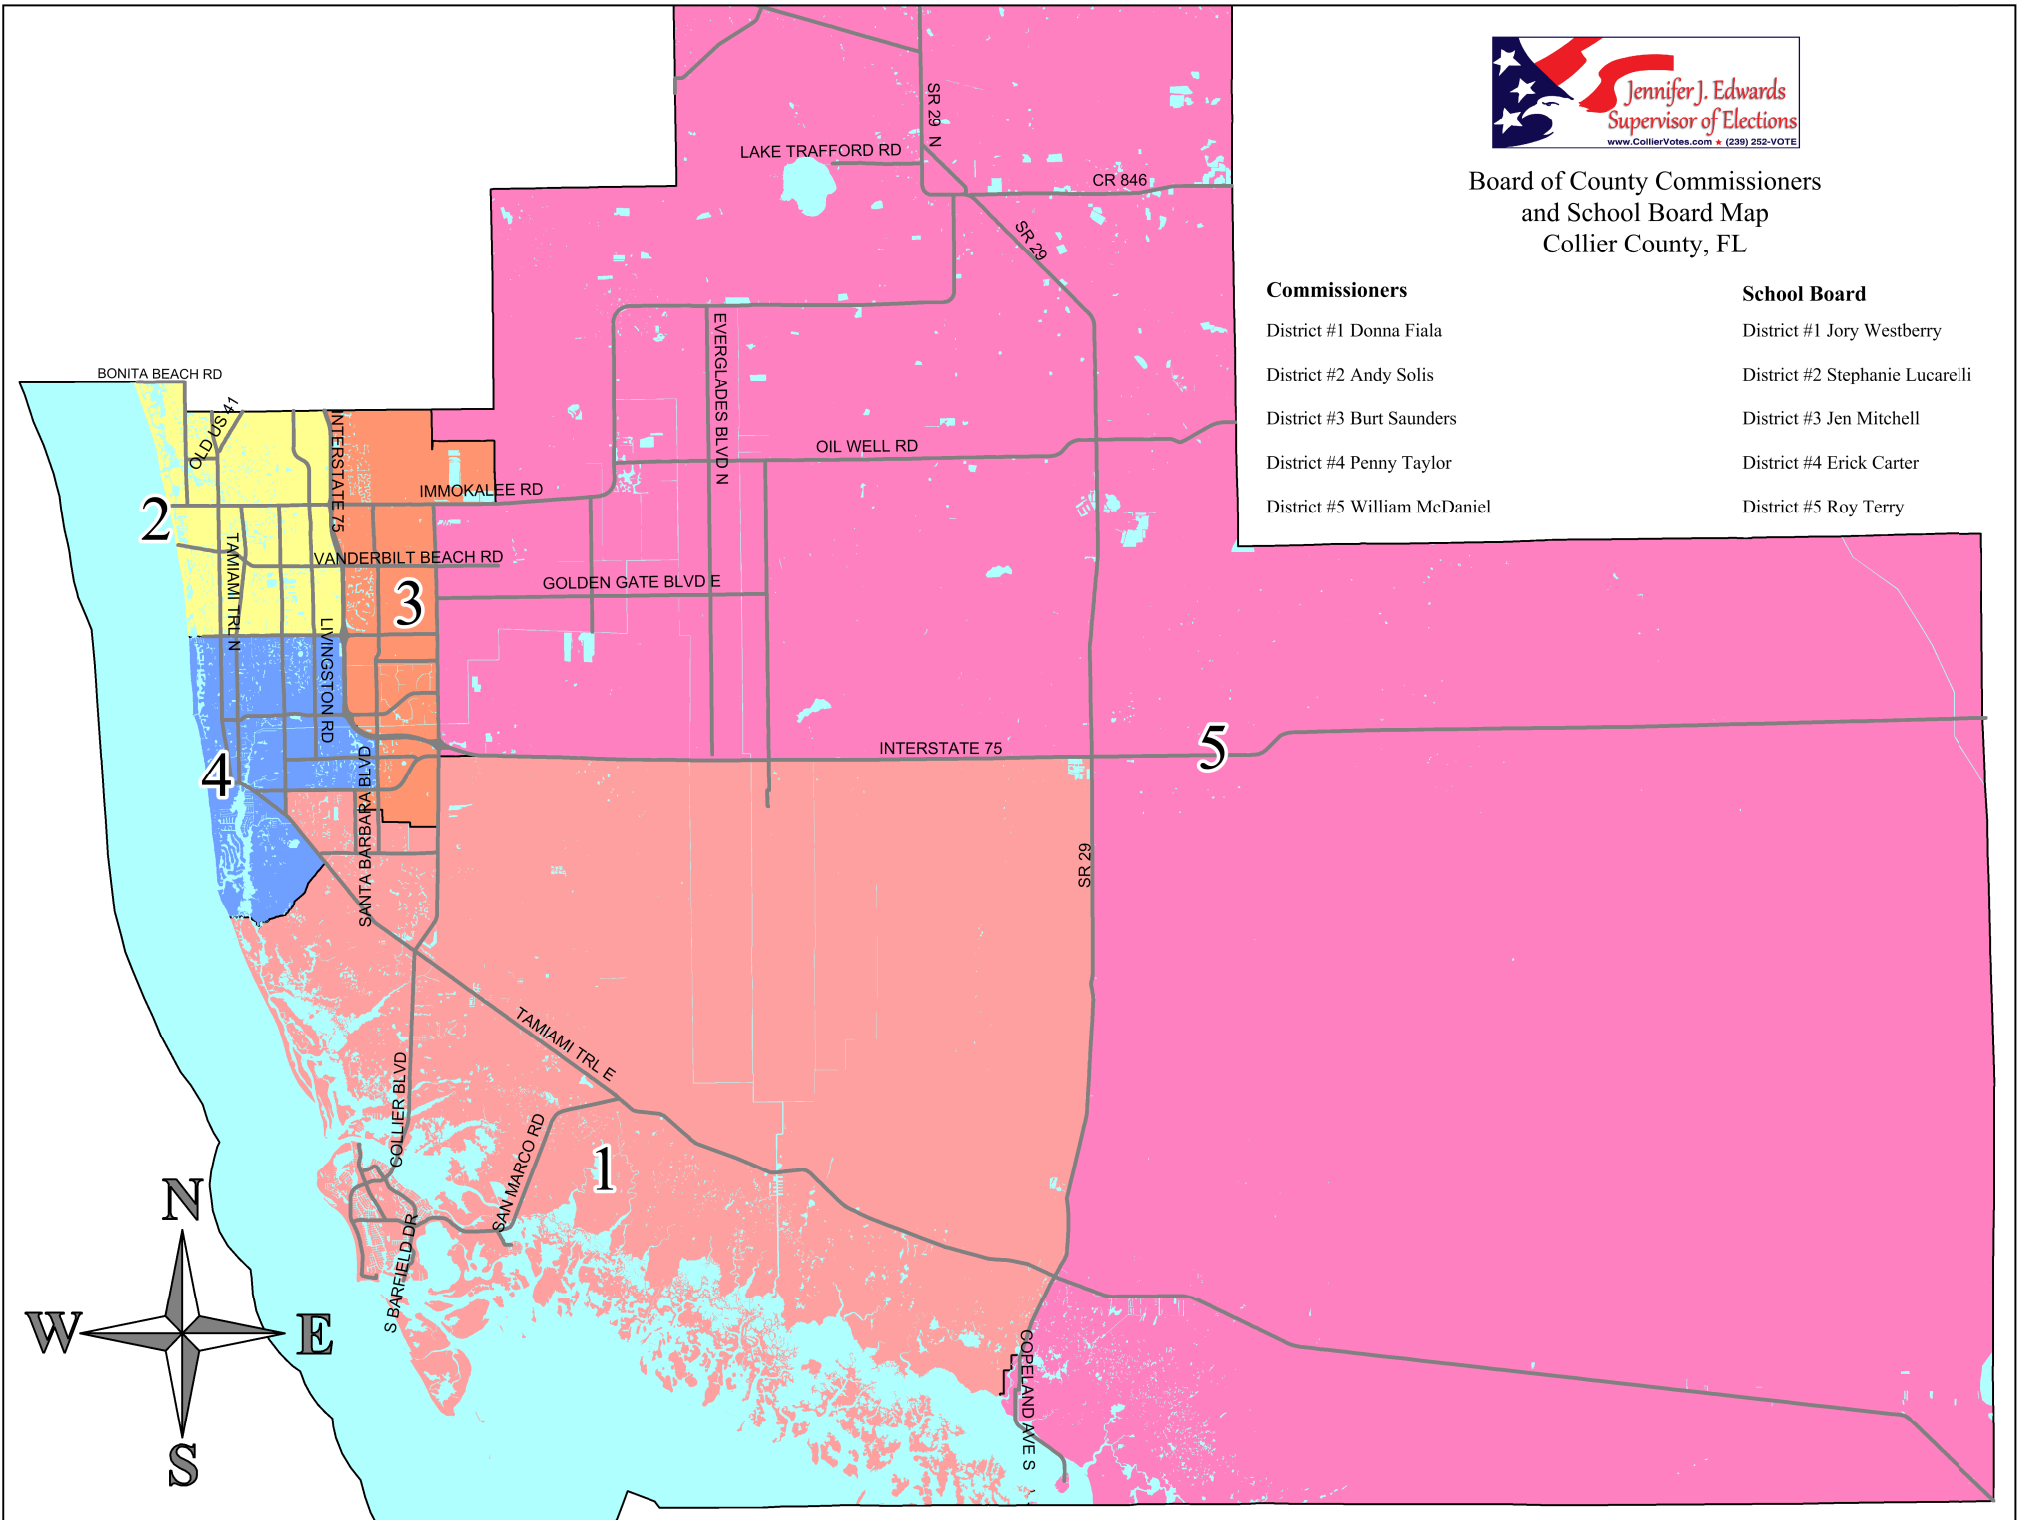 Jennifer J. Edwards
Supervisor of Elections
www.CollierVotes.com ★ (239) 252-VOTE
Board of County Commissioners
and School Board Map
Collier County, FL
Commissioners
District #1 Donna Fiala
District #2 Andy Solis
District #3 Burt Saunders
District #4 Penny Taylor
District #5 William McDaniel
School Board
District #1 Jory Westberry
District #2 Stephanie Lucarelli
District #3 Jen Mitchell
District #4 Erick Carter
District #5 Roy Terry
SR 29 N
LAKE TRAFFORD RD
CR 846
SR 29
EVERGLADES BLVD N
BONITA BEACH RD
OLD US 41
INTERSTATE 75
OIL WELL RD
IMMOKALEE RD
2
TAMIAMI TRL N
VANDERBILT BEACH RD
GOLDEN GATE BLVD E
3
LIVINGSTON RD
4
SANTA BARBARA BLVD
INTERSTATE 75
5
SR 29
TAMIAMI TRL E
COLLIER BLVD
SAN MARCO RD
1
S BARFIELD DR
COPELAND AVE S
N
W
E
S